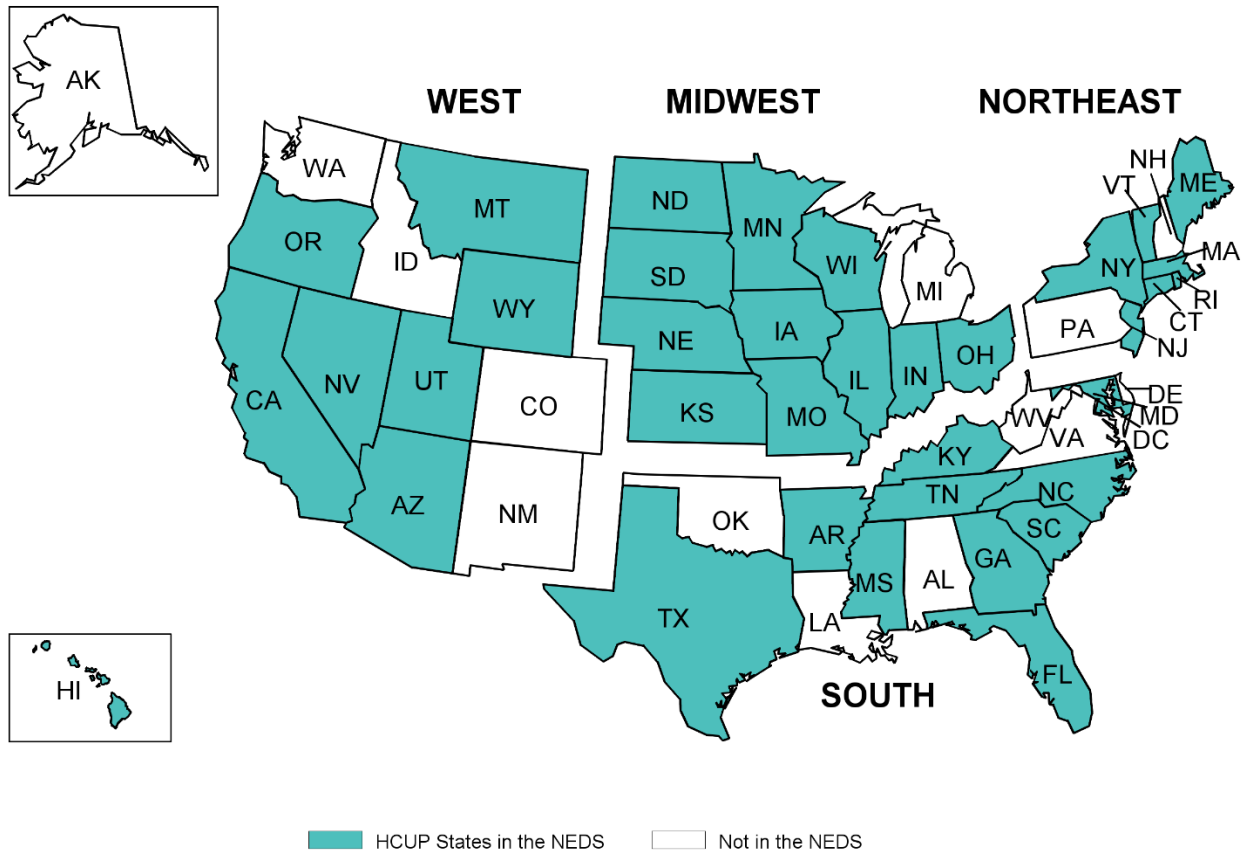 AK
WEST
MIDWEST
NORTHEAST
WA
MT
ND
MN
VT
NH
ME
OR
ID
SD
WI
MI
NY
MA
WY
RI
CT
NE
IA
PA
NJ
NV
UT
CO
IL
IN
OH
CA
KS
MO
DE
WV
MD
VA
DC
KY
AZ
NM
OK
TN
NC
AR
SC
MS
AL
GA
TX
LA
FL
HI
SOUTH
HCUP States in the NEDS
Not in the NEDS